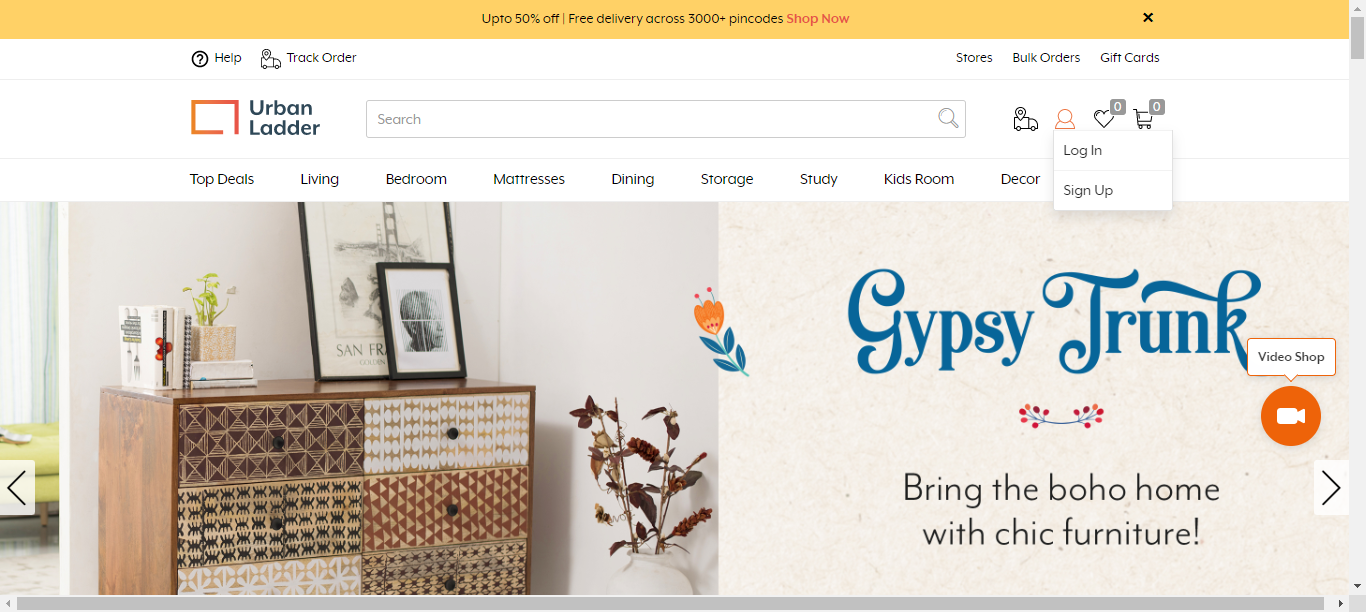 Upto 50% off | Free delivery across 3000+ pincodes Shop Now
Help
Track Order
Stores
Bulk Orders
Gift Cards
Urban
Ladder
Search
0
0
Log In
Sign Up
Top Deals
Living
Bedroom
Mattresses
Dining
Storage
Study
Kids Room
Decor
SAN FRA
Gypsy Trunk
Video Shop
Bring the boho home
with chic furniture!